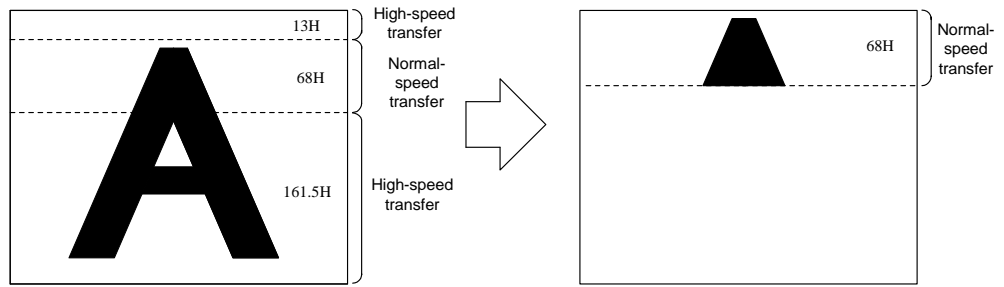 13H
High-speed
transfer
68H
Normal-
speed
transfer
161.5H
High-speed
transfer
A
68H
Normal-
speed
transfer